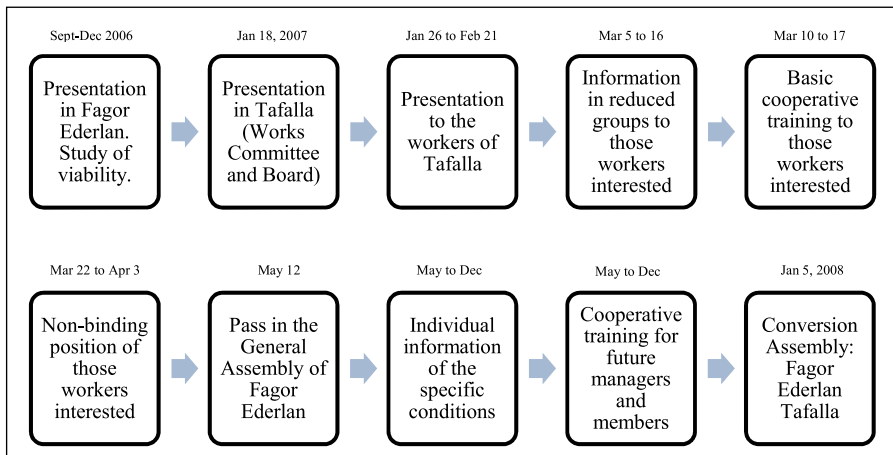 Sept-Dec 2006
Presentation
in Fagor
Ederlan.
Study of
viability.
Jan 18, 2007
Presentation
in Tafalla
(Works
Committee
and Board)
Jan 26 to Feb 21
Presentation
to the
workers of
Tafalla
Mar 5 to 16
Information
in reduced
groups to
those
workers
interested
Mar 10 to 17
Basic
cooperative
training to
those
workers
interested
Mar 22 to Apr 3
Non-binding
position of
those
workers
interested
May 12
Pass in the
General
Assembly of
Fagor
Ederlan
May to Dec
Individual
information
of the
specific
conditions
May to Dec
Cooperative
training for
future
managers
and
members
Jan 5, 2008
Conversion
Assembly:
Fagor
Ederlan
Tafalla